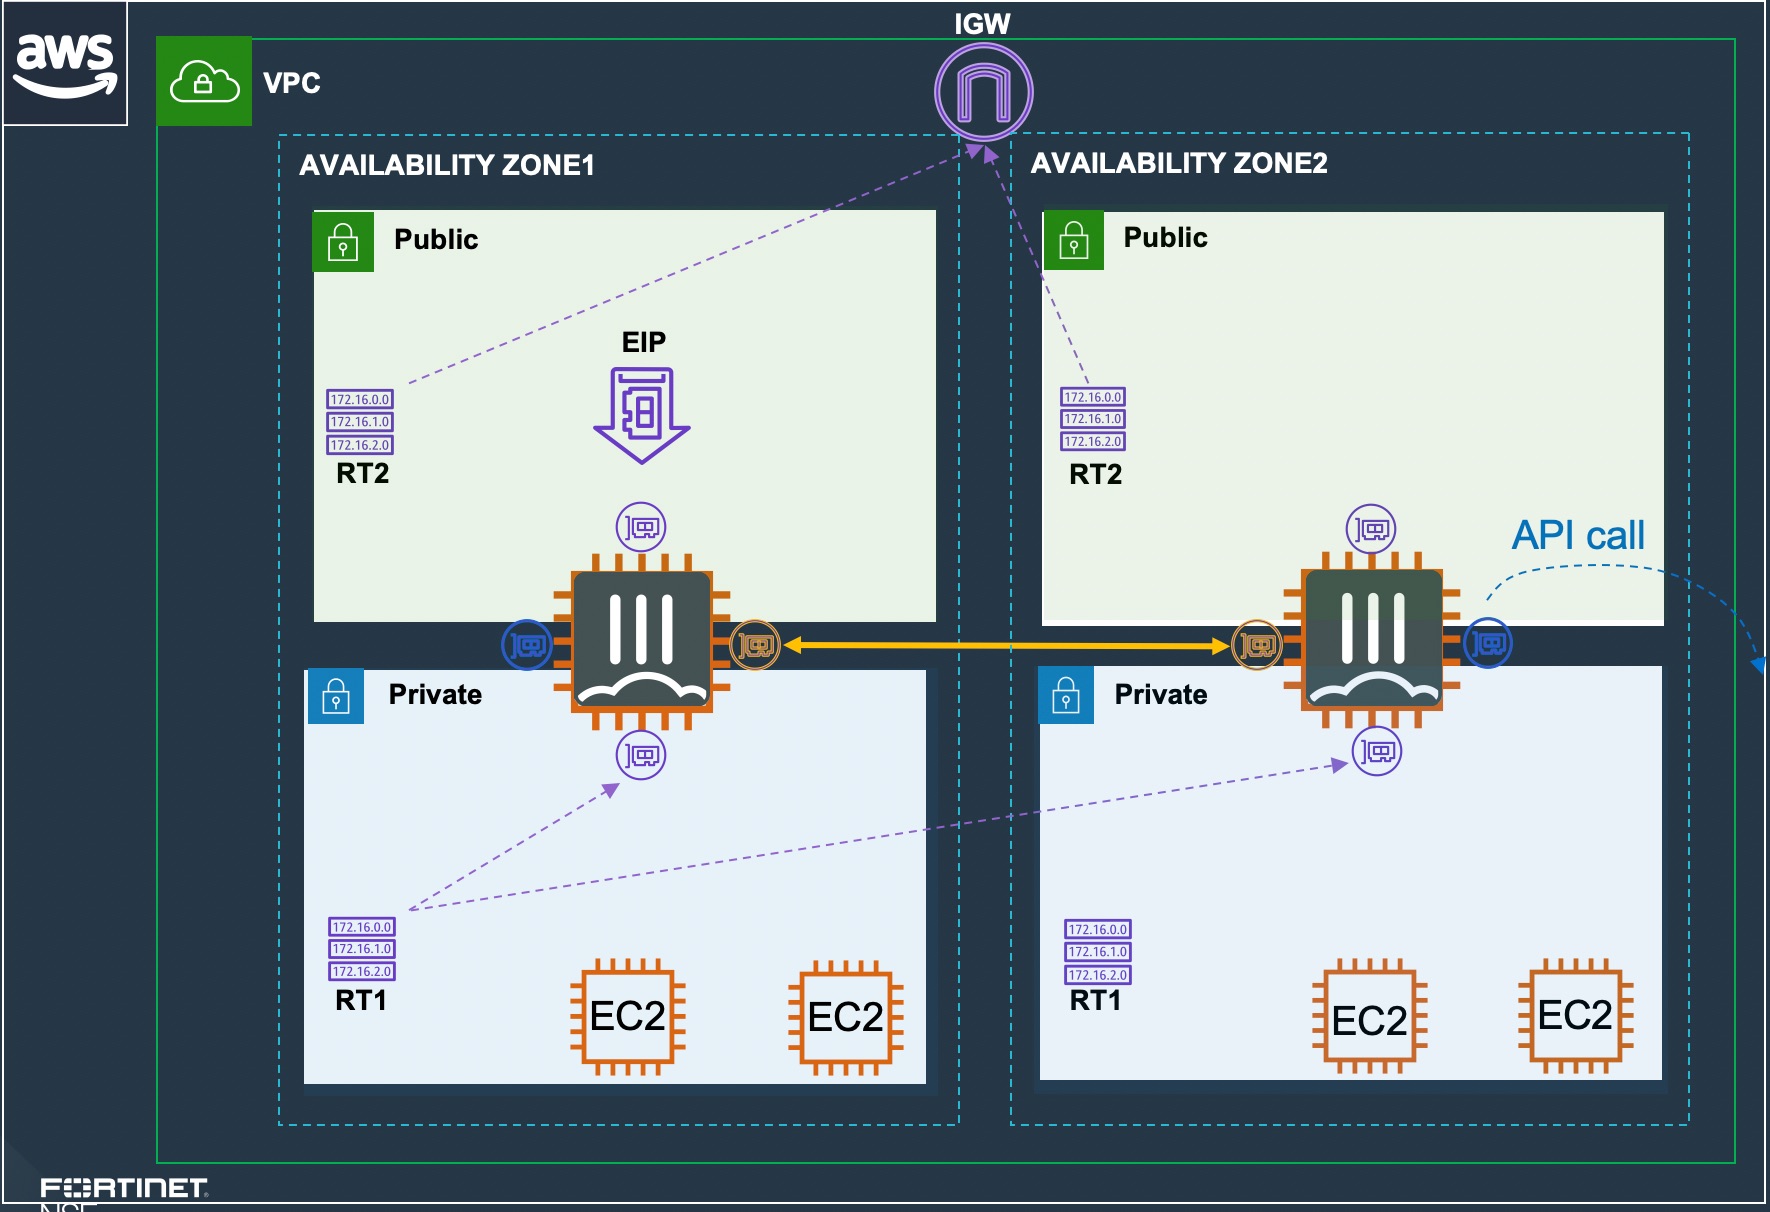 IGW
aws
VPC
AVAILABILITY ZONE1
AVAILABILITY ZONE2
Public
Public
EIP
172.16.0.0
172.16.1.0
172.16.2.0
RT2
172.16.0.0
172.16.1.0
172.16.2.0
RT2
API call
Private
Private
172.16.0.0
172.16.1.0
172.16.2.0
RT1
EC2
EC2
172.16.0.0
172.16.1.0
172.16.2.0
RT1
EC2
EC2
FORTINET
NSE